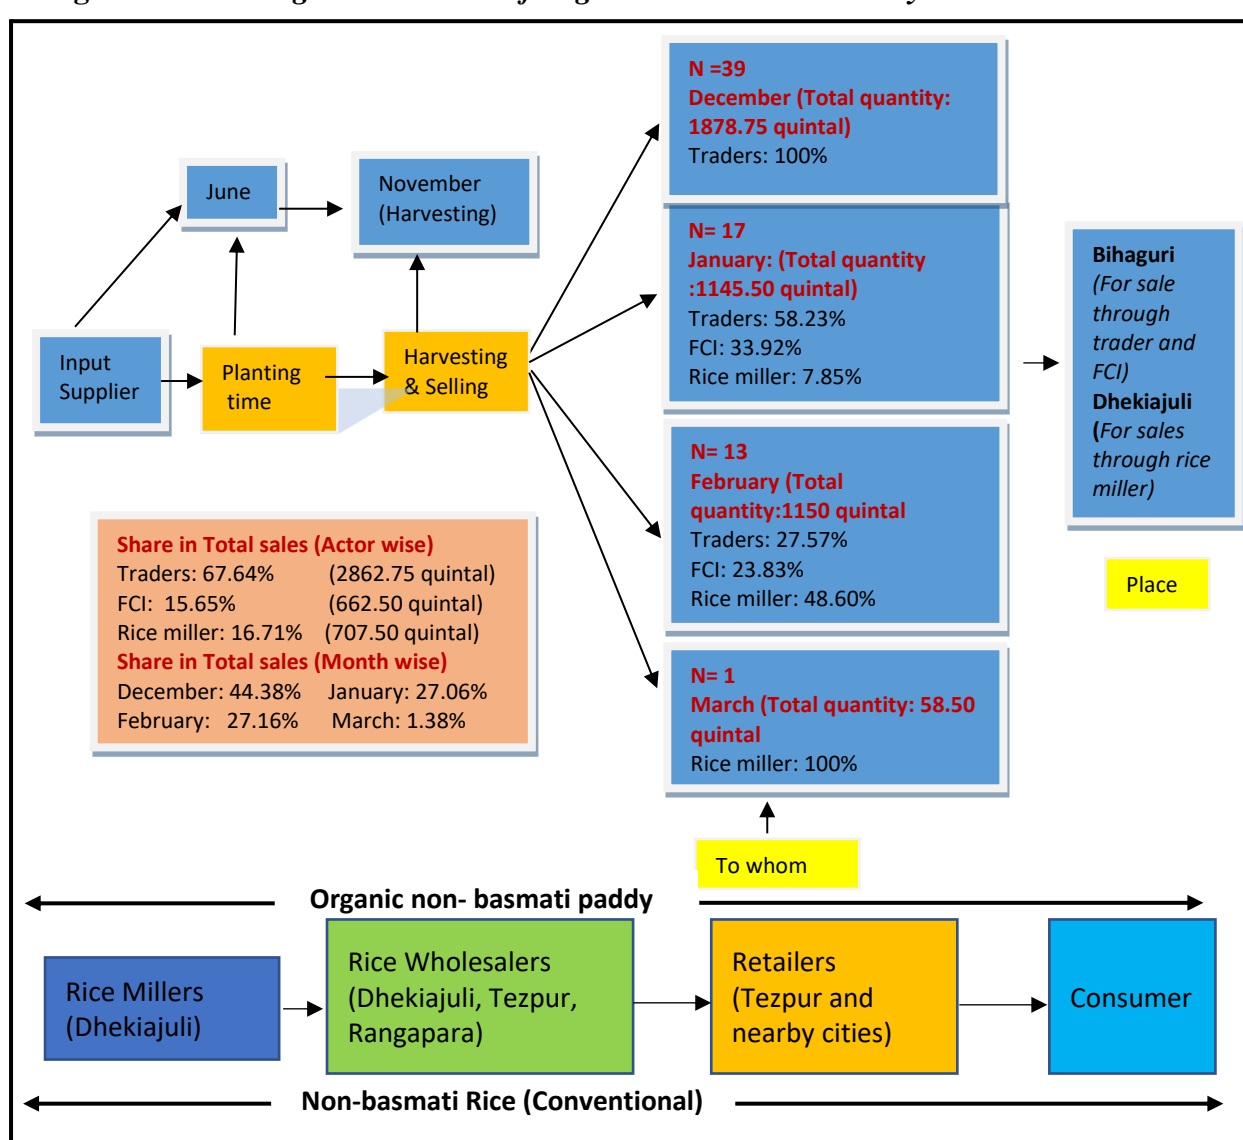 N =39
December (Total quantity:
1878.75 quintal)
Traders: 100%
June
November
(Harvesting)
N= 17
January: (Total quantity
:1145.50 quintal)
Traders: 58.23%
FCI: 33.92%
Rice miller: 7.85%
Bihaguri
(For sale
through
trader and
FCI)
Dhekiajuli
(For sales
through rice
miller)
Input
Supplier
Planting
time
Harvesting
& Selling
N= 13
February (Total
quantity:1150 quintal
Traders: 27.57%
FCI: 23.83%
Rice miller: 48.60%
Place
Share in Total sales (Actor wise)
Traders: 67.64% (2862.75 quintal)
FCI: 15.65% (662.50 quintal)
Rice miller: 16.71% (707.50 quintal)
Share in Total sales (Month wise)
December: 44.38% January: 27.06%
February: 27.16% March: 1.38%
N= 1
March (Total quantity: 58.50
quintal
Rice miller: 100%
To whom
Organic non- basmati paddy
Rice Millers
(Dhekiajuli)
Rice Wholesalers
(Dhekiajuli, Tezpur,
Rangapara)
Retailers
(Tezpur and
nearby cities)
Consumer
Non-basmati Rice (Conventional)